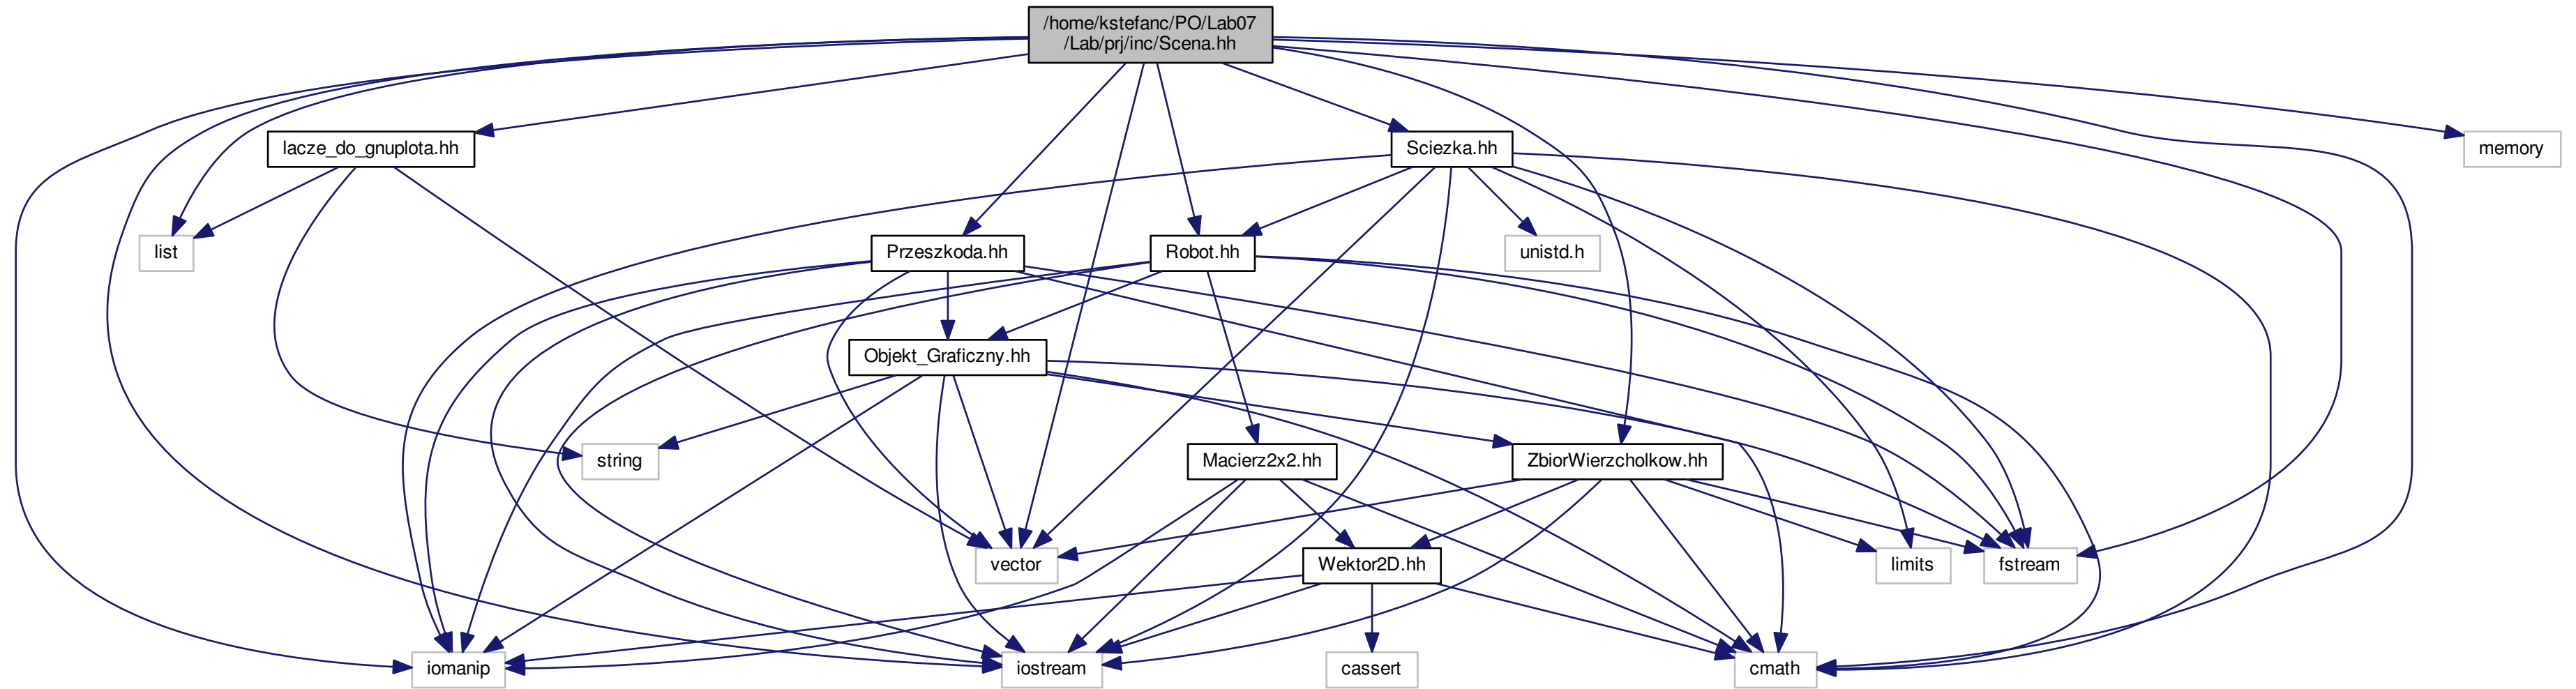 /home/kstefanc/PO/Lab07
/Lab/prj/inc/Scena.hh
lacze_do_gnuplota.hh
Sciezka.hh
memory
list
Przeszkoda.hh
Robot.hh
unistd.h
Objekt_Graficzny.hh
string
Macierz2x2.hh
ZbiorWierzcholkow.hh
vector
Wektor2D.hh
limits
fstream
iomanip
iostream
cassert
cmath